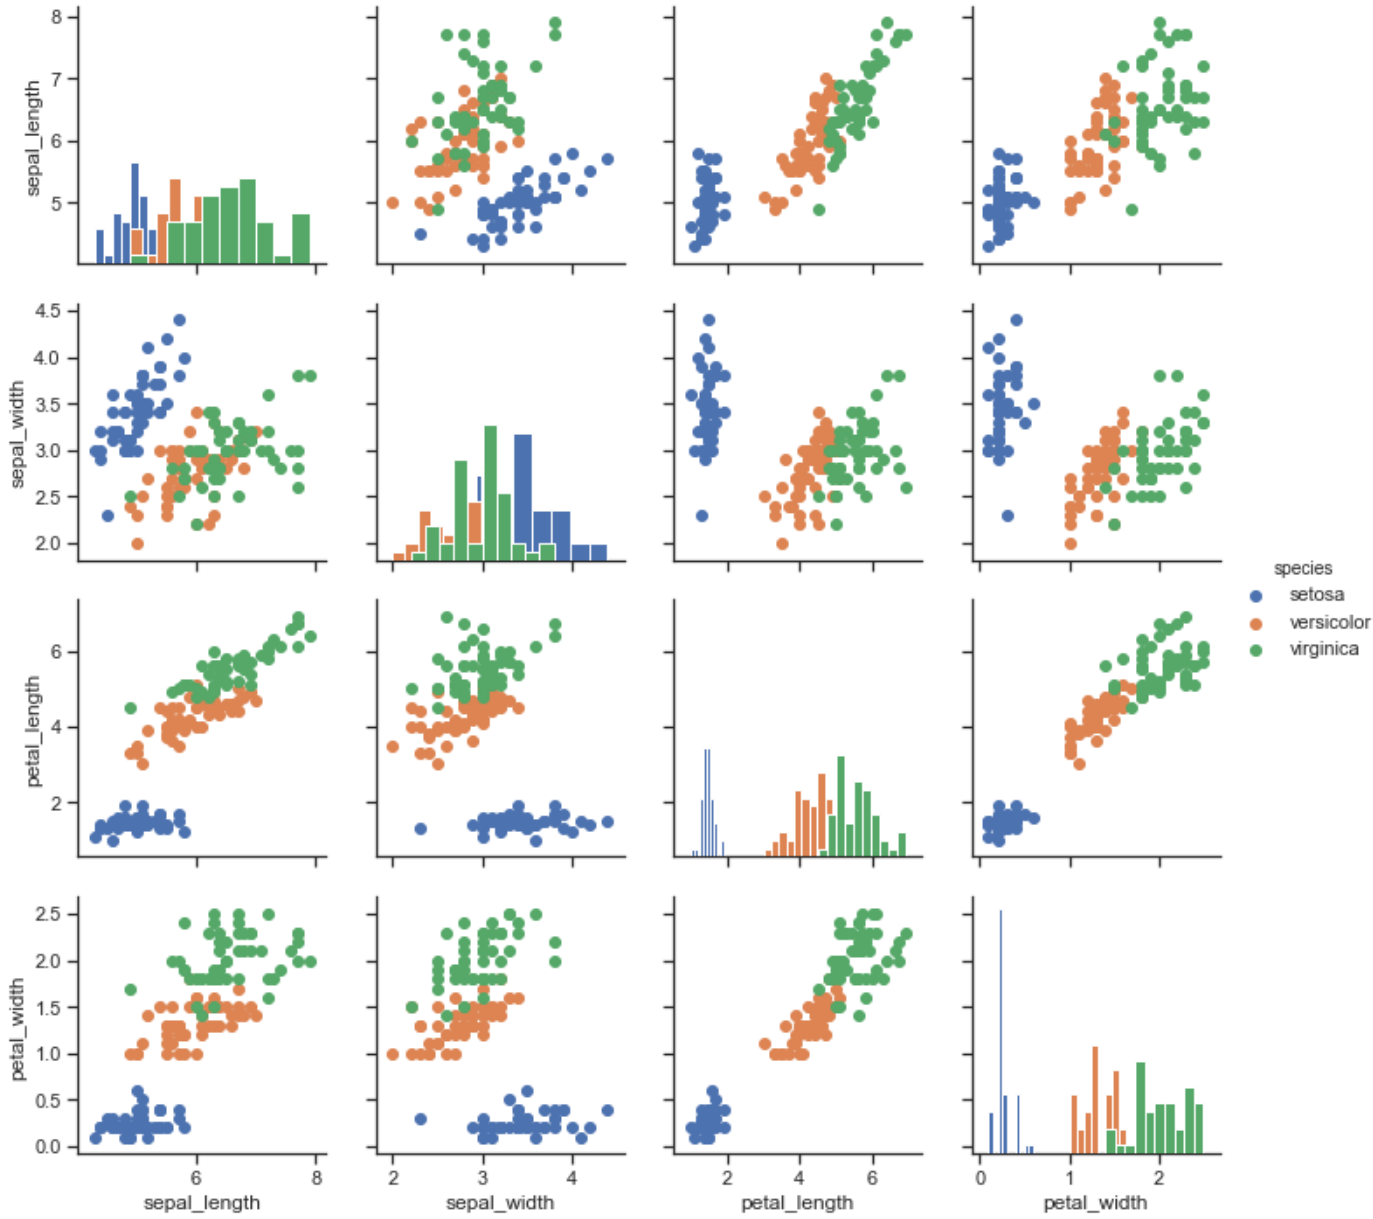 8
7
6
5
sepal_length
4.5
4.0
3.5
3.0
2.5
2.0
sepal_width
6
4
2
petal_length
2.5
2.0
1.5
1.0
0.5
0.0
petal_width
6 8
sepal_length
2 3 4
sepal_width
2 4 6
petal_length
0 1 2
petal_width
species
setosa
versicolor
virginica